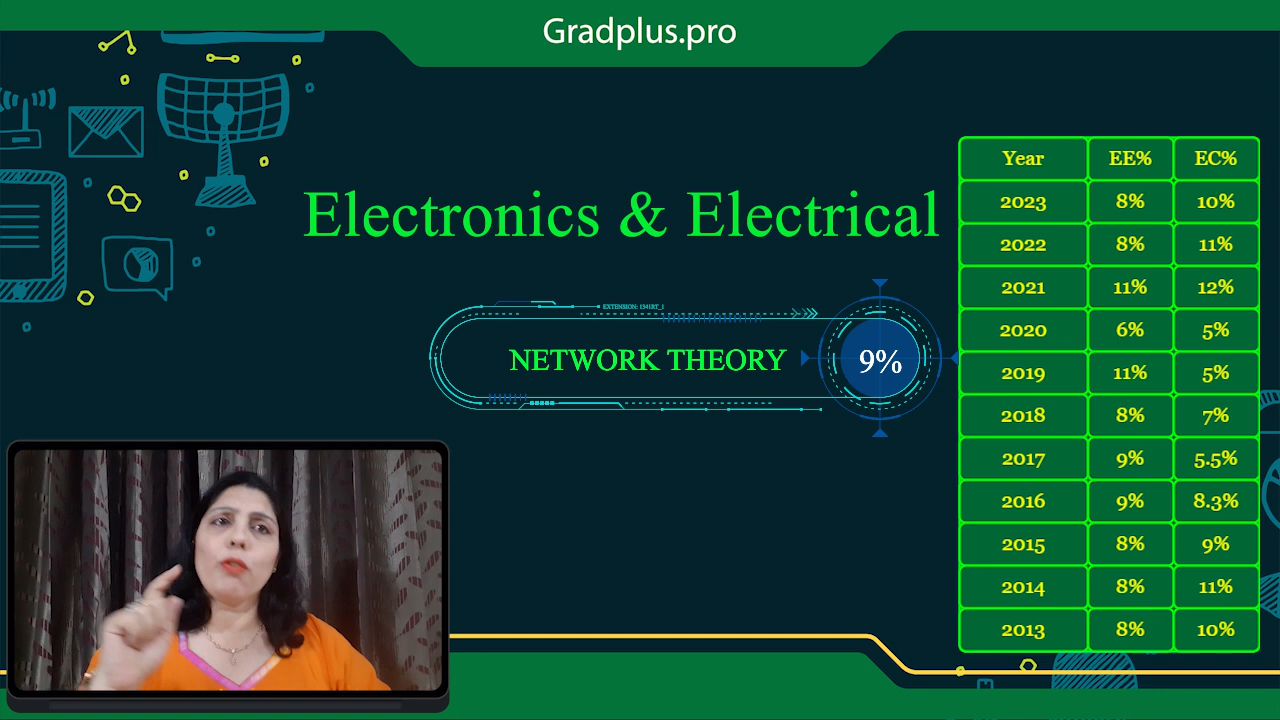 Gradplus.pro
Electronics & Electrical
EXTENSION: 1341RT_1
NETWORK THEORY
9%
Year EE% EC%
2023 8% 10%
2022 8% 11%
2021 11% 12%
2020 6% 5%
2019 11% 5%
2018 8% 7%
2017 9% 5.5%
2016 9% 8.3%
2015 8% 9%
2014 8% 11%
2013 8% 10%